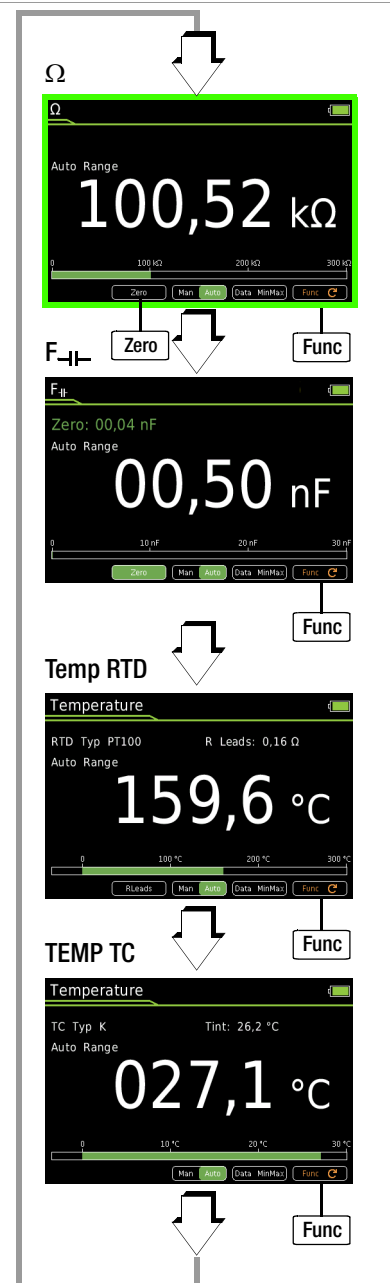 Ω
Ω
Auto Range
100,52 kΩ
0 100 kΩ 200 kΩ 300 kΩ
Zero Man Auto Data MinMax Func
Zero Func
F
F
Zero: 00,04 nF
Auto Range
00,50 nF
0 10 nF 20 nF 30 nF
Zero Man Auto Data MinMax Func
Func
Temp RTD
Temperature
RTD Typ PT100 R Leads: 0,16 Ω
Auto Range
159,6 °C
0 100 °C 200 °C 300 °C
RLeads Man Auto Data MinMax Func
Func
TEMP TC
Temperature
TC Typ K Tint: 26,2 °C
Auto Range
027,1 °C
0 10 °C 20 °C 30 °C
Man Auto Data MinMax Func
Func